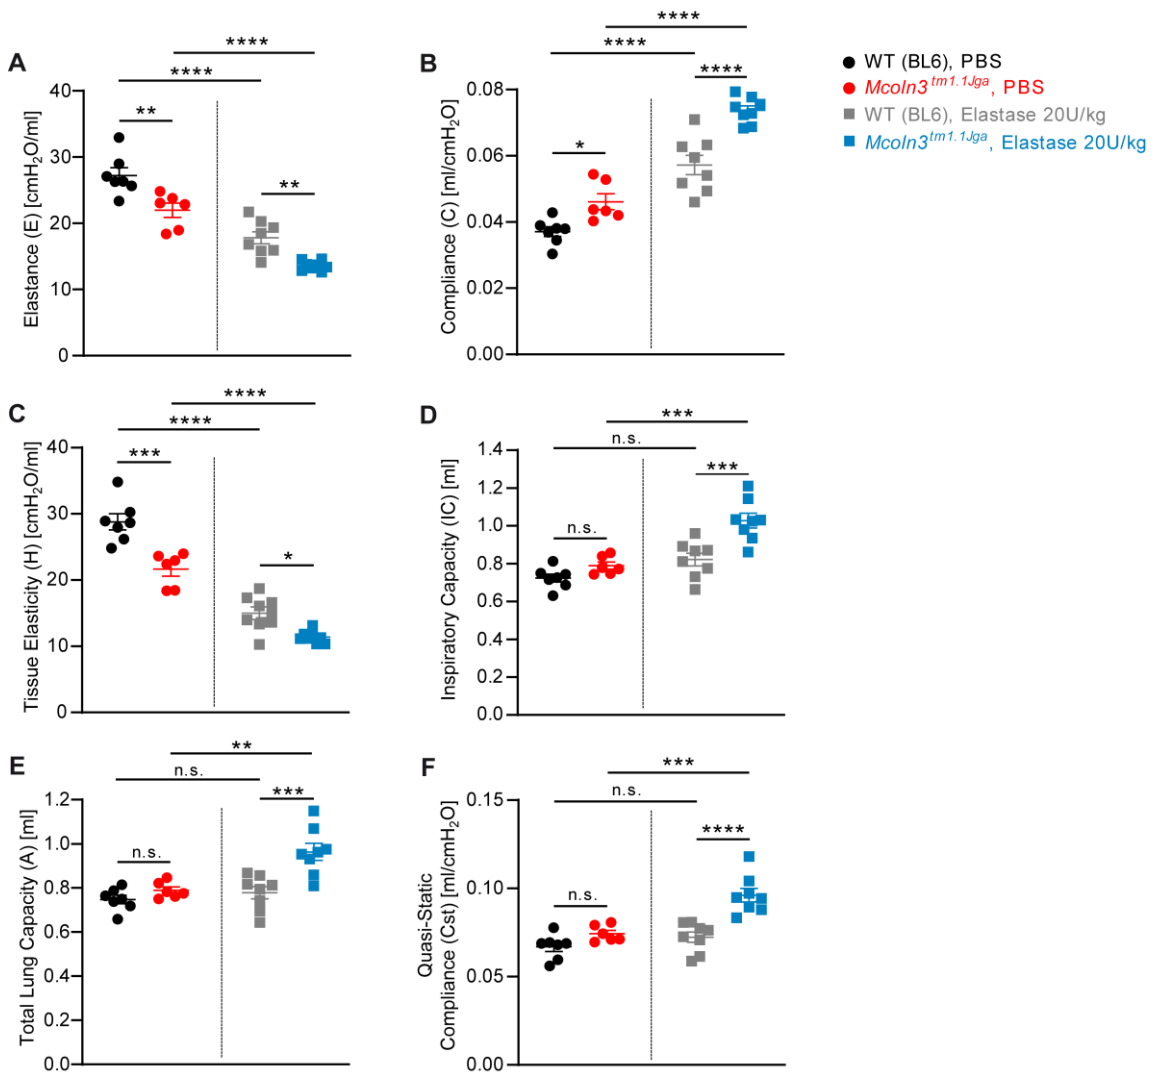 A
Elastance (E) [cmH₂O/ml]
40
30
20
10
0
****
****
**
**
B
Compliance (C) [ml/cmH₂O]
0.08
0.06
0.04
0.02
0.00
****
****
****
*
WT (BL6), PBS
Mcoln3^tm1.1Jga, PBS
WT (BL6), Elastase 20U/kg
Mcoln3^tm1.1Jga, Elastase 20U/kg
C
Tissue Elasticity (H) [cmH₂O/ml]
40
30
20
10
0
****
****
***
*
D
Inspiratory Capacity (IC) [ml]
1.4
1.2
1.0
0.8
0.6
0.4
0.2
0.0
***
n.s.
***
n.s.
E
Total Lung Capacity (A) [ml]
1.2
1.0
0.8
0.6
0.4
0.2
0.0
**
n.s.
***
n.s.
F
Quasi-Static
Compliance (Cst) [ml/cmH₂O]
0.15
0.10
0.05
0.00
***
n.s.
****
n.s.